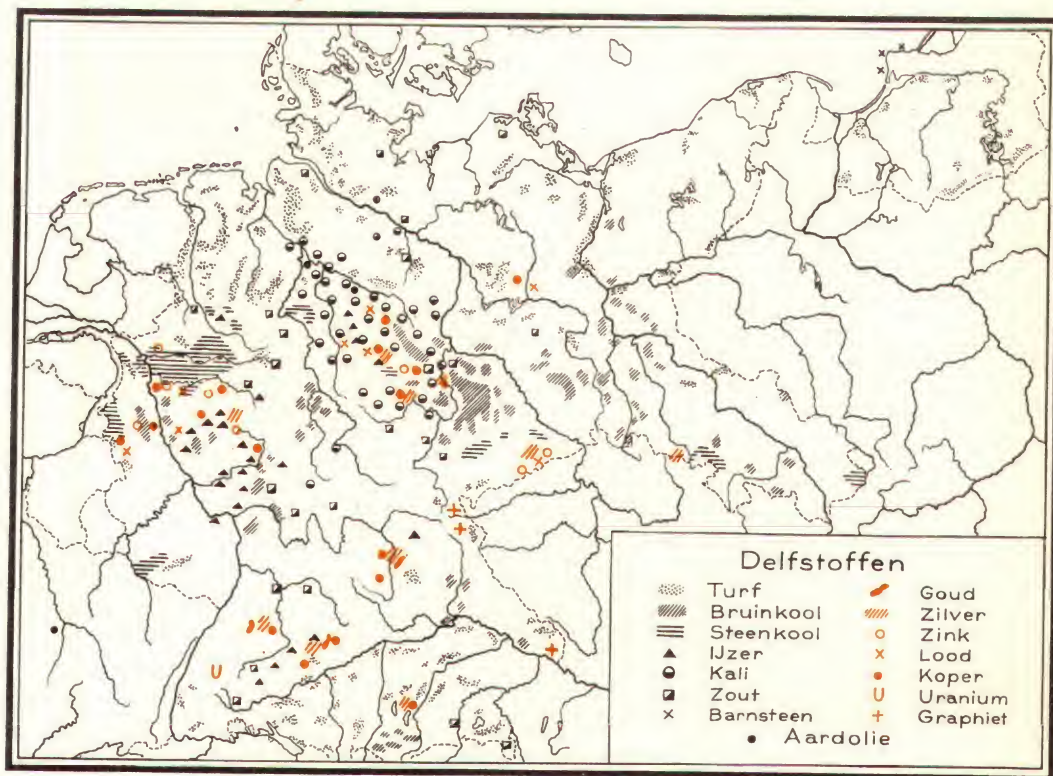 Delfstoffen
Turf
Bruinkool
Steenkool
IJzer
Kali
Zout
Barnsteen
Goud
Zilver
Zink
Lood
Koper
U Uranium
Graphiet
Aardolie
U